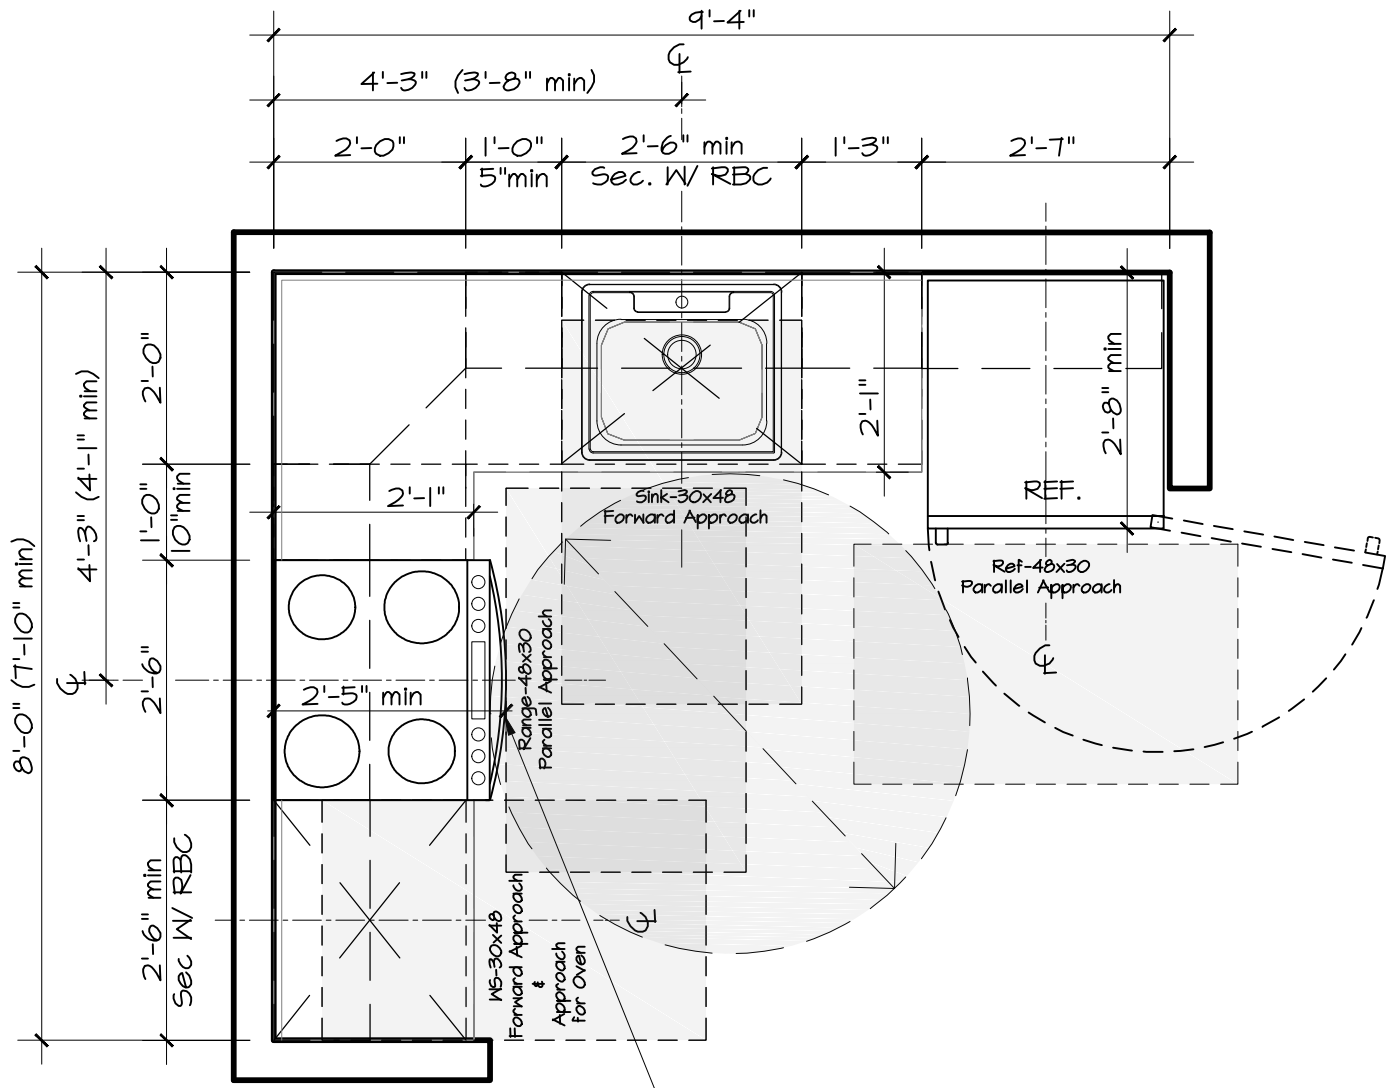 9'-4"
℄
4'-3" (3'-8" min)
2'-0"
1'-0"
5"min
2'-6" min
Sec. W/ RBC
1'-3"
2'-7"
8'-0" (7'-10" min)
4'-3" (4'-1" min)
℄
2'-0"
1'-0"
10"min
2'-6"
2'-6" min
Sec W/ RBC
2'-1"
2'-8" min
REF.
2'-1"
Sink-30x48
Forward Approach
Ref-48x30
Parallel Approach
℄
Range-48x30
Parallel Approach
2'-5" min
WS-30x48
Forward Approach
&
Approach
for Oven
℄